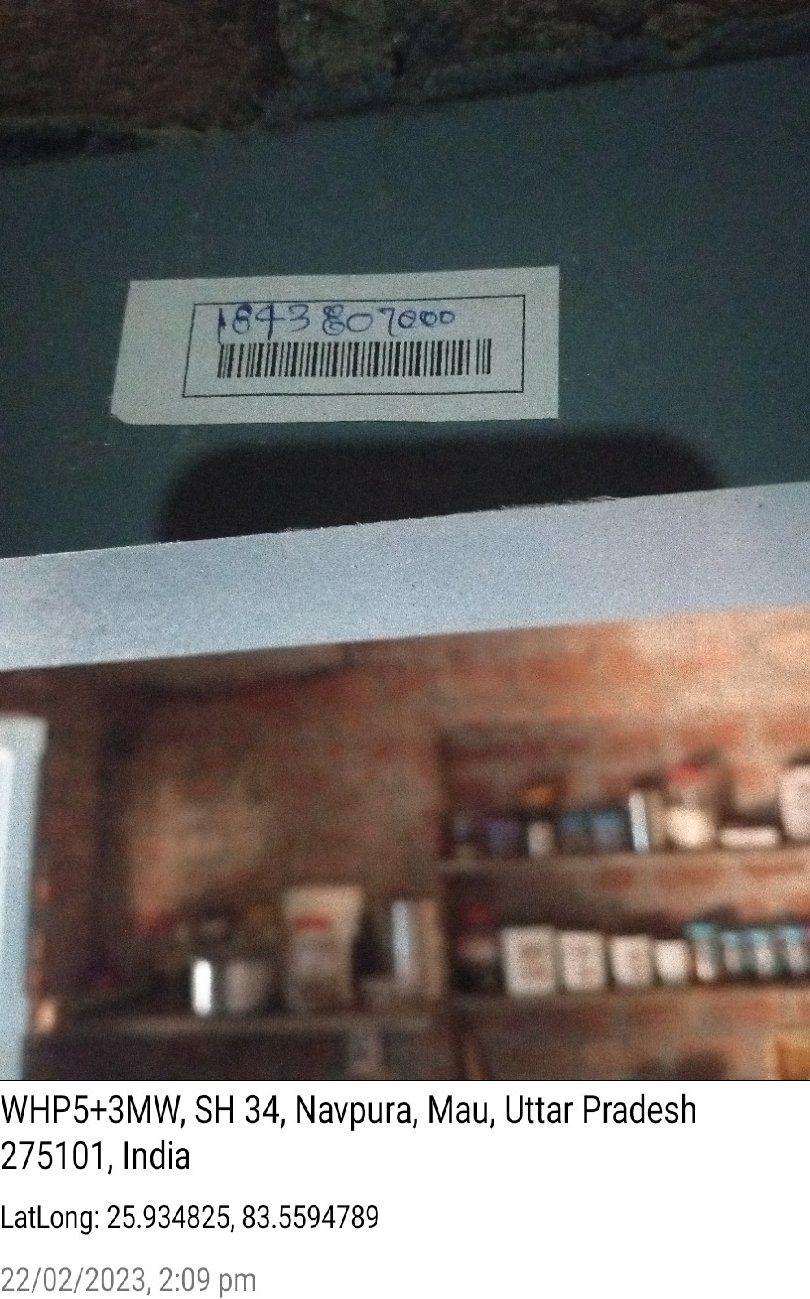 1843807000
WHP5+3MW, SH 34, Navpura, Mau, Uttar Pradesh
275101, India
LatLong: 25.934825, 83.5594789
22/02/2023, 2:09 pm